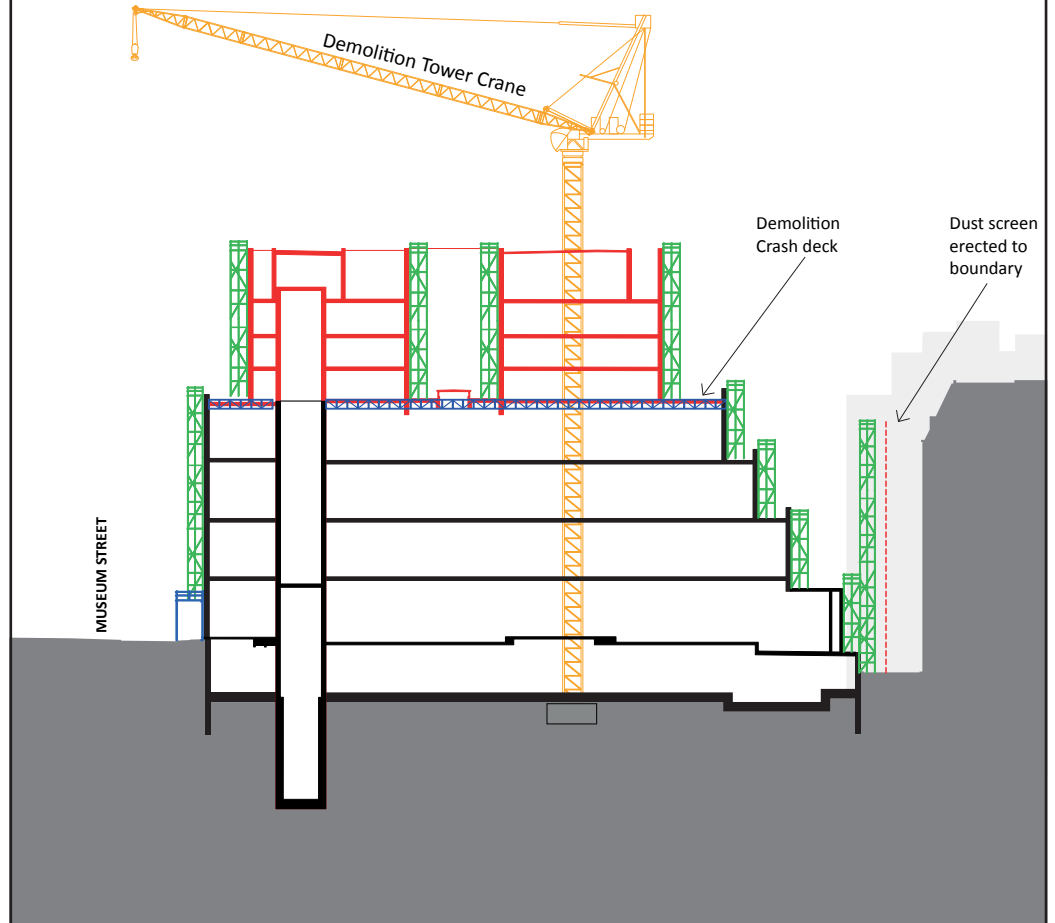 Demolition Tower Crane
Demolition
Crash deck
Dust screen
erected to
boundary
MUSEUM STREET